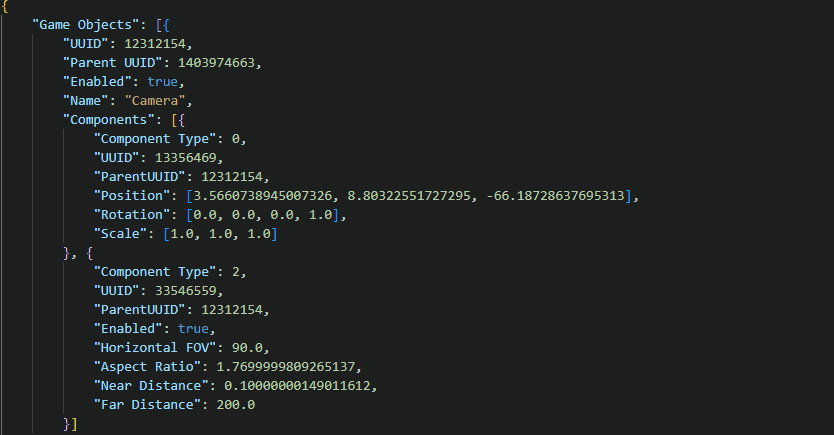 {
"Game Objects": [{
"UUID": 12312154,
"Parent UUID": 1403974663,
"Enabled": true,
"Name": "Camera",
"Components": [{
"Component Type": 0,
"UUID": 13356469,
"ParentUUID": 12312154,
"Position": [3.5660738945007326, 8.80322551727295, -66.18728637695313],
"Rotation": [0.0, 0.0, 0.0, 1.0],
"Scale": [1.0, 1.0, 1.0]
}, {
"Component Type": 2,
"UUID": 33546559,
"ParentUUID": 12312154,
"Enabled": true,
"Horizontal FOV": 90.0,
"Aspect Ratio": 1.7699999809265137,
"Near Distance": 0.10000000149011612,
"Far Distance": 200.0
}]